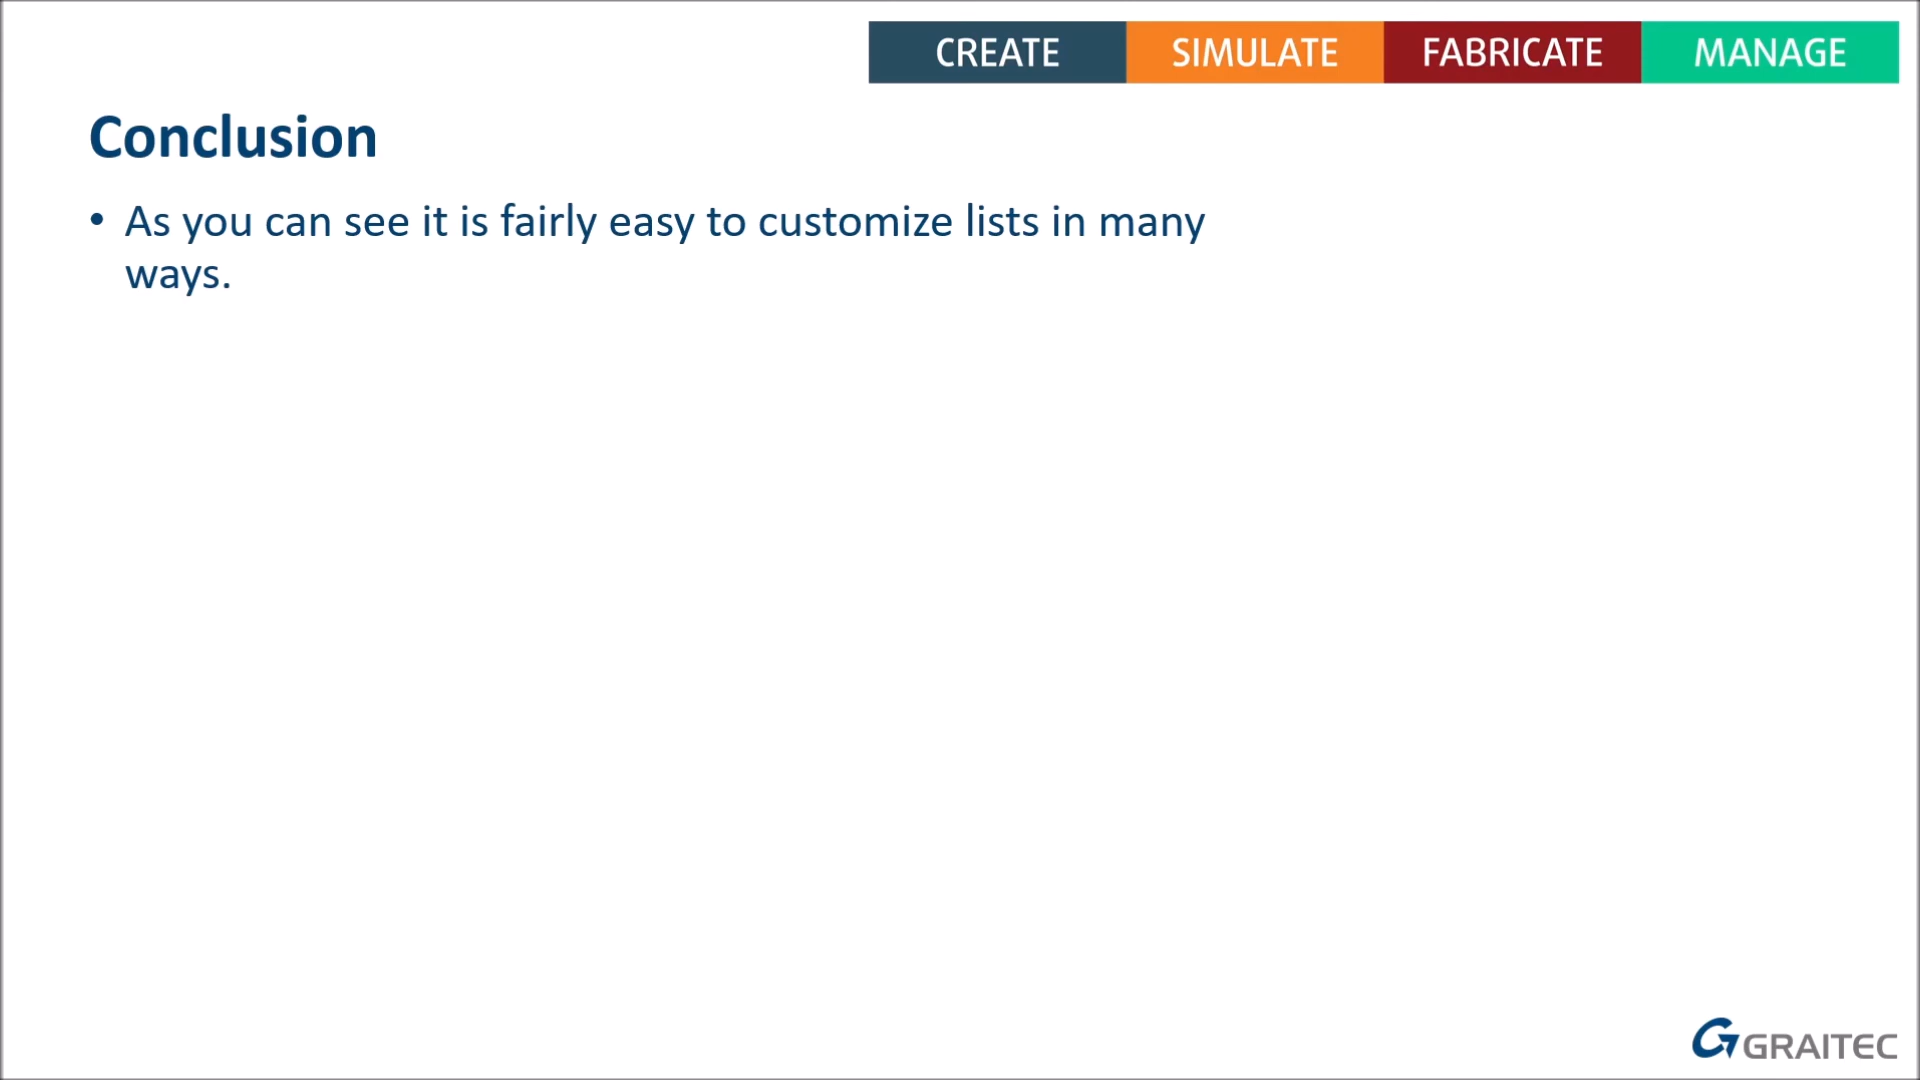 CREATE SIMULATE FABRICATE MANAGE
Conclusion
• As you can see it is fairly easy to customize lists in many
ways.
GRAITEC